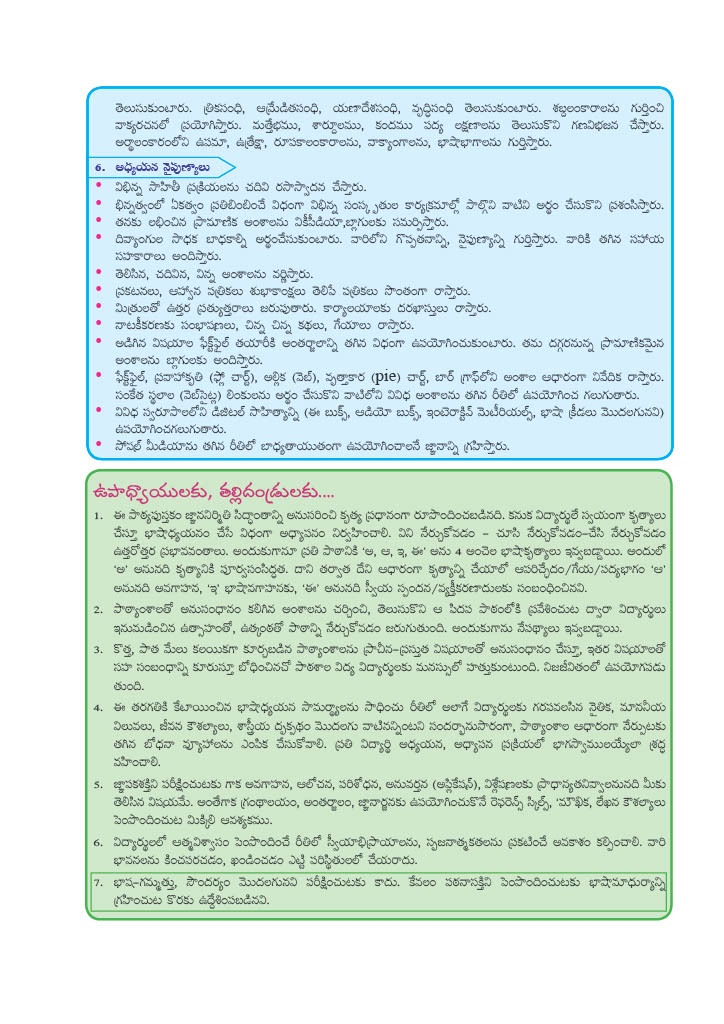 తెలుసుకుంటారు. త్రికసంధి, ఆమ్రేడితసంధి, యణాదేశసంధి, వృద్ధిసంధి తెలుసుకుంటారు. శబ్దలంకారాలను గుర్తించి
వాక్యరచనలో ప్రయోగిస్తారు. మత్తేభము, శార్దూలము, కందము పద్య లక్షణాలను తెలుసుకొని గణవిభజన చేస్తారు.
అర్థాలంకారంలోని ఉపమా, ఉత్ప్రేక్షా, రూపకాలంకారాలను, వాక్యాంగాలను, భాషాభాగాలను గుర్తిస్తారు.
6. అధ్యయన నైపుణ్యాలు
• విభిన్న సాహితీ ప్రక్రియలను చదివి రసాస్వాదన చేస్తారు.
• భిన్నత్వంలో ఏకత్వం ప్రతిబింబించే విధంగా విభిన్న సంస్కృతుల కార్యక్రమాల్లో పాల్గొని వాటిని అర్థం చేసుకొని ప్రశంసిస్తారు.
• తనకు లభించిన ప్రామాణిక అంశాలను వికీపీడియా,బ్లాగులకు సమర్పిస్తారు.
• దివ్యాంగుల సాధక బాధకాల్ని అర్థంచేసుకుంటారు. వారిలోని గొప్పతనాన్ని, నైపుణ్యాన్ని గుర్తిస్తారు. వారికి తగిన సహాయ
సహకారాలు అందిస్తారు.
• తెలిసిన, చదివిన, విన్న అంశాలను వర్ణిస్తారు.
• ప్రకటనలు, ఆహ్వాన పత్రికలు శుభాకాంక్షలు తెలిపే పత్రికలు సొంతంగా రాస్తారు.
• మిత్రులతో ఉత్తర ప్రత్యుత్తరాలు జరుపుతారు. కార్యాలయాలకు దరఖాస్తులు రాస్తారు.
• నాటకీకరణకు సంభాషణలు, చిన్న చిన్న కథలు, గేయాలు రాస్తారు.
• అడిగిన విషయాల ఫ్యాక్ట్‌ఫైల్ తయారీకి అంతర్జాలాన్ని తగిన విధంగా ఉపయోగించుకుంటారు. తమ దగ్గరనున్న ప్రామాణికమైన
అంశాలను బ్లాగులకు అందిస్తారు.
• ఫ్యాక్ట్‌ఫైల్, ప్రవాహాకృతి (ఫ్లో చార్ట్), అల్లిక (వెబ్), వృత్తాకార (pie) చార్ట్, బార్ గ్రాఫ్‌లోని అంశాల ఆధారంగా నివేదిక రాస్తారు.
సంకేత స్థలాల (వెబ్‌సైట్ల) లింకులను అర్థం చేసుకొని వాటిలోని వివిధ అంశాలను తగిన రీతిలో ఉపయోగించ గలుగుతారు.
• వివిధ స్వరూపాలలోని డిజిటల్ సాహిత్యాన్ని (ఈ బుక్స్, ఆడియో బుక్స్, ఇంటెరాక్టివ్ మెటీరియల్స్, భాషా క్రీడలు మొదలగునవి)
ఉపయోగించగలుగుతారు.
• సోషల్ మీడియాను తగిన రీతిలో బాధ్యతాయుతంగా ఉపయోగించాలనే జ్ఞానాన్ని గ్రహిస్తారు.
ఉపాధ్యాయులకు, తల్లిదండ్రులకు....
1. ఈ పాఠ్యపుస్తకం జ్ఞాననిర్మితి సిద్ధాంతాన్ని అనుసరించి కృత్య ప్రధానంగా రూపొందించబడినది. కనుక విద్యార్థులే స్వయంగా కృత్యాలు
చేస్తూ భాషాధ్యయనం చేసే విధంగా అధ్యాపనం నిర్వహించాలి. విని నేర్చుకోవడం – చూసి నేర్చుకోవడం–చేసి నేర్చుకోవడం
ఉత్తరోత్తర ప్రభావవంతాలు. అందుకుగానూ ప్రతి పాఠానికి 'అ, ఆ, ఇ, ఈ' అను 4 అంచెల భాషాకృత్యాలు ఇవ్వబడ్డాయి. అందులో
'అ' అనునది కృత్యానికి పూర్వసంసిద్ధత. దాని తర్వాత దేని ఆధారంగా కృత్యాన్ని చేయాలో ఆపరిచ్ఛేదం/గేయ/పద్యభాగం 'ఆ'
అనునది అవగాహన, 'ఇ' భాషావగాహనకు, 'ఈ' అనునది స్వీయ స్పందన/వ్యక్తీకరణాదులకు సంబంధించినవి.
2. పాఠ్యాంశాలతో అనుసంధానం కలిగిన అంశాలను చర్చించి, తెలుసుకొని ఆ పిదప పాఠంలోకి ప్రవేశించుట ద్వారా విద్యార్థులు
ఇనుమడించిన ఉత్సాహంతో, ఉత్కంఠతో పాఠాన్ని నేర్చుకోవడం జరుగుతుంది. అందుకుగాను నేపథ్యాలు ఇవ్వబడ్డాయి.
3. కొత్త, పాత మేలు కలయికగా కూర్చబడిన పాఠ్యాంశాలను ప్రాచీన–ప్రస్తుత విషయాలతో అనుసంధానం చేస్తూ, ఇతర విషయాలతో
సహ సంబంధాన్ని కూరుస్తూ బోధించినచో పాఠశాల విద్య విద్యార్థులకు మనస్సులో హత్తుకుంటుంది. నిజజీవితంలో ఉపయోగపడు
తుంది.
4. ఈ తరగతికి కేటాయించిన భాషాధ్యయన సామర్థ్యాలను సాధించు రీతిలో అలాగే విద్యార్థులకు గరపవలసిన నైతిక, మానవీయ
విలువలు, జీవన కౌశల్యాలు, శాస్త్రీయ దృక్పథం మొదలగు వాటినన్నింటని సందర్భానుసారంగా, పాఠ్యాంశాల ఆధారంగా నేర్పుటకు
తగిన బోధనా వ్యూహాలను ఎంపిక చేసుకోవాలి. ప్రతి విద్యార్థి అధ్యయన, అధ్యాపన ప్రక్రియలో భాగస్వాములయ్యేలా శ్రద్ధ
వహించాలి.
5. జ్ఞాపకశక్తిని పరీక్షించుటకు గాక అవగాహన, ఆలోచన, పరిశోధన, అనువర్తన (అప్లికేషన్), విశ్లేషణలకు ప్రాధాన్యతనివ్వాలనునది మీకు
తెలిసిన విషయమే. అంతేగాక గ్రంథాలయం, అంతర్జాలం, జ్ఞానార్జనకు ఉపయోగించుకొనే రెఫరెన్స్ స్కిల్స్, 'మౌఖిక, లేఖన కౌశల్యాలు
పెంపొందించుట మిక్కిలి ఆవశ్యకము.
6. విద్యార్థులలో ఆత్మవిశ్వాసం పెంపొందించే రీతిలో స్వీయాభిప్రాయాలను, సృజనాత్మకతలను ప్రకటించే అవకాశం కల్పించాలి. వారి
భావనలను కించపరచడం, ఖండించడం ఎట్టి పరిస్థితులలో చేయరాదు.
7. భాష–గమ్మత్తు, సౌందర్యం మొదలగునవి పరీక్షించుటకు కాదు. కేవలం పఠనాసక్తిని పెంపొందించుటకు భాషామాధుర్యాన్ని
గ్రహించుట కొరకు ఉద్దేశింపబడినవి.